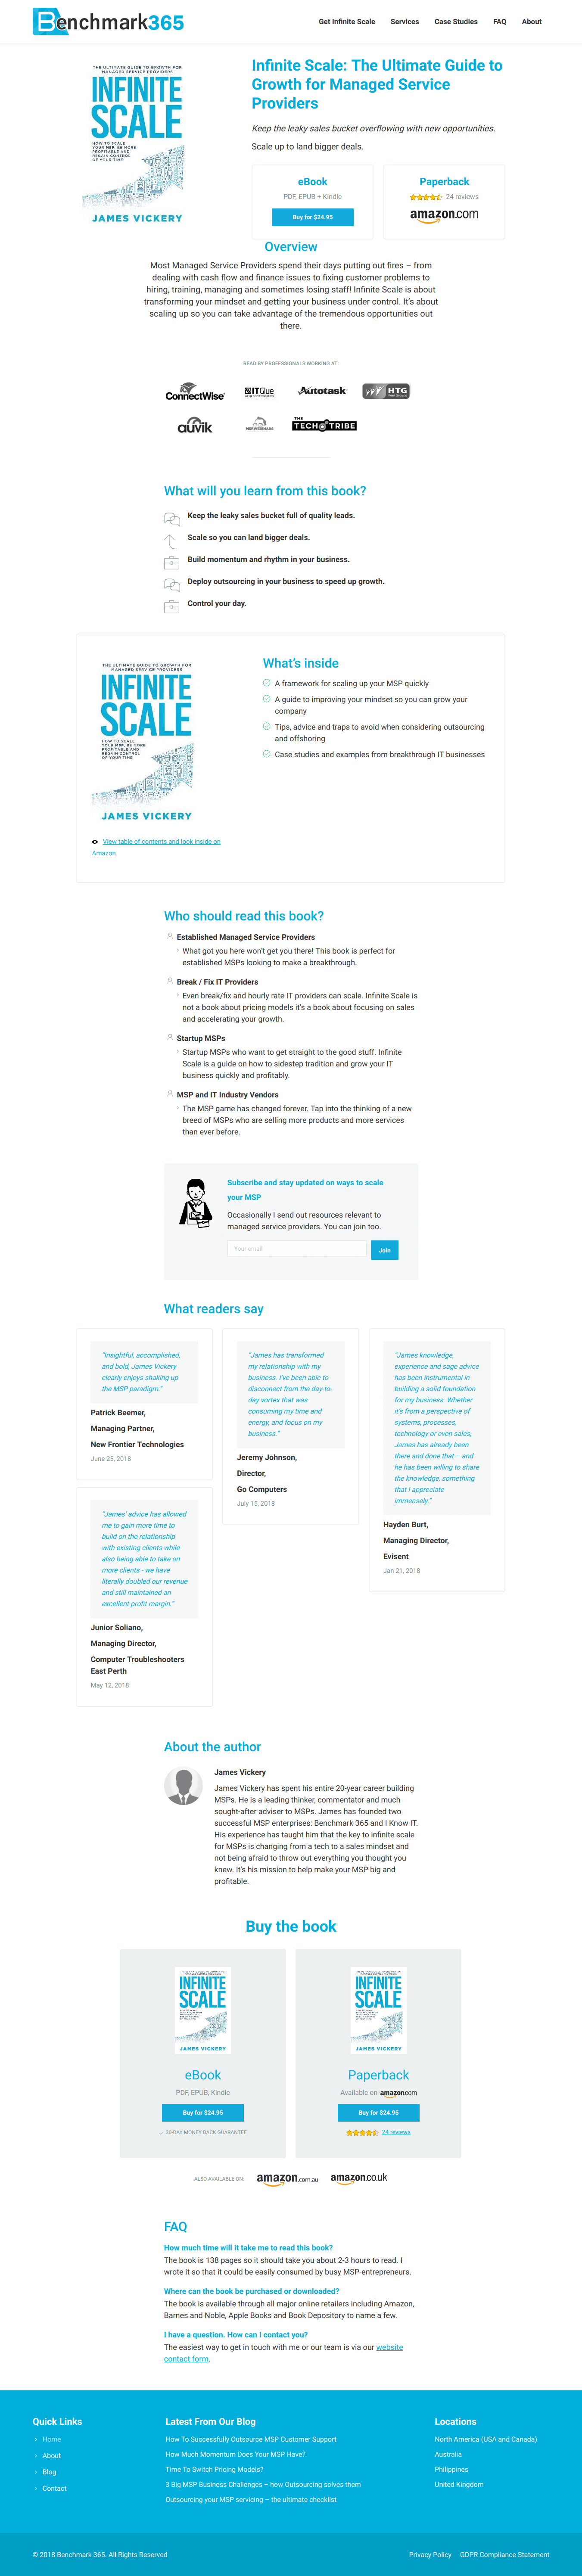 Benchmark365
Get Infinite Scale Services Case Studies FAQ About
THE ULTIMATE GUIDE TO GROWTH FOR
MANAGED SERVICE PROVIDERS
INFINITE
SCALE
HOW TO SCALE
YOUR MSP, BE MORE
PROFITABLE AND
REGAIN CONTROL
OF YOUR TIME
JAMES VICKERY
Infinite Scale: The Ultimate Guide to
Growth for Managed Service
Providers
Keep the leaky sales bucket overflowing with new opportunities.
Scale up to land bigger deals.
eBook
PDF, EPUB + Kindle
Buy for $24.95
Paperback
24 reviews
amazon.com
Overview
Most Managed Service Providers spend their days putting out fires – from
dealing with cash flow and finance issues to fixing customer problems to
hiring, training, managing and sometimes losing staff! Infinite Scale is about
transforming your mindset and getting your business under control. It's about
scaling up so you can take advantage of the tremendous opportunities out
there.
READ BY PROFESSIONALS WORKING AT:
ConnectWise
ITGlue
Autotask
HTG
auvik
THE
TECH TRIBE
What will you learn from this book?
Keep the leaky sales bucket full of quality leads.
Scale so you can land bigger deals.
Build momentum and rhythm in your business.
Deploy outsourcing in your business to speed up growth.
Control your day.
THE ULTIMATE GUIDE TO GROWTH FOR
MANAGED SERVICE PROVIDERS
INFINITE
SCALE
HOW TO SCALE
YOUR MSP, BE MORE
PROFITABLE AND
REGAIN CONTROL
OF YOUR TIME
JAMES VICKERY
View table of contents and look inside on
Amazon
What's inside
A framework for scaling up your MSP quickly
A guide to improving your mindset so you can grow your
company
Tips, advice and traps to avoid when considering outsourcing
and offshoring
Case studies and examples from breakthrough IT businesses
Who should read this book?
Established Managed Service Providers
What got you here won't get you there! This book is perfect for
established MSPs looking to make a breakthrough.
Break / Fix IT Providers
Even break/fix and hourly rate IT providers can scale. Infinite Scale is
not a book about pricing models it's a book about focusing on sales
and accelerating your growth.
Startup MSPs
Startup MSPs who want to get straight to the good stuff. Infinite
Scale is a guide on how to sidestep tradition and grow your IT
business quickly and profitably.
MSP and IT Industry Vendors
The MSP game has changed forever. Tap into the thinking of a new
breed of MSPs who are selling more products and more services
than ever before.
Subscribe and stay updated on ways to scale
your MSP
Occasionally I send out resources relevant to
managed service providers. You can join too.
Your email
Join
What readers say
"Insightful, accomplished,
and bold, James Vickery
clearly enjoys shaking up
the MSP paradigm."
Patrick Beemer,
Managing Partner,
New Frontier Technologies
June 25, 2018
"James has transformed
my relationship with my
business. I've been able to
disconnect from the day-to-
day vortex that was
consuming my time and
energy, and focus on my
business."
Jeremy Johnson,
Director,
Go Computers
July 15, 2018
"James knowledge,
experience and sage advice
has been instrumental in
building a solid foundation
for my business. Whether
it's from a perspective of
systems, processes,
technology or even sales,
James has already been
there and done that – and
he has been willing to share
the knowledge, something
that I appreciate
immensely."
Hayden Burt,
Managing Director,
Evisent
Jan 21, 2018
"James' advice has allowed
me to gain more time to
build on the relationship
with existing clients while
also being able to take on
more clients - we have
literally doubled our revenue
and still maintained an
excellent profit margin."
Junior Soliano,
Managing Director,
Computer Troubleshooters
East Perth
May 12, 2018
About the author
James Vickery
James Vickery has spent his entire 20-year career building
MSPs. He is a leading thinker, commentator and much
sought-after adviser to MSPs. James has founded two
successful MSP enterprises: Benchmark 365 and I Know IT.
His experience has taught him that the key to infinite scale
for MSPs is changing from a tech to a sales mindset and
not being afraid to throw out everything you thought you
knew. It's his mission to help make your MSP big and
profitable.
Buy the book
INFINITE
SCALE
JAMES VICKERY
eBook
PDF, EPUB, Kindle
Buy for $24.95
30-DAY MONEY BACK GUARANTEE
INFINITE
SCALE
JAMES VICKERY
Paperback
Available on amazon.com
Buy for $24.95
24 reviews
ALSO AVAILABLE ON amazon.com.au amazon.co.uk
FAQ
How much time will it take me to read this book?
The book is 138 pages so it should take you about 2-3 hours to read. I
wrote it so that it could be easily consumed by busy MSP-entrepreneurs.
Where can the book be purchased or downloaded?
The book is available through all major online retailers including Amazon,
Barnes and Noble, Apple Books and Book Depository to name a few.
I have a question. How can I contact you?
The easiest way to get in touch with me or our team is via our website
contact form.
Quick Links
Home
About
Blog
Contact
Latest From Our Blog
How To Successfully Outsource MSP Customer Support
How Much Momentum Does Your MSP Have?
Time To Switch Pricing Models?
3 Big MSP Business Challenges – how Outsourcing solves them
Outsourcing your MSP servicing – the ultimate checklist
Locations
North America (USA and Canada)
Australia
Philippines
United Kingdom
© 2018 Benchmark 365. All Rights Reserved
Privacy Policy GDPR Compliance Statement